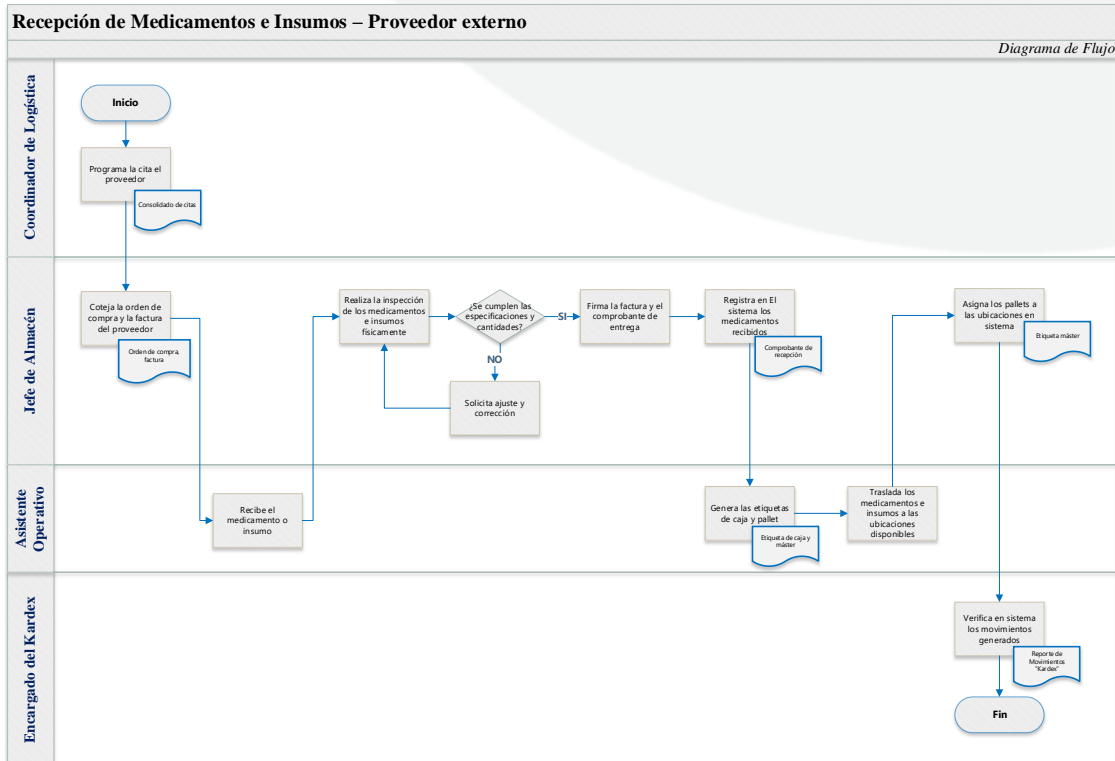 Recepción de Medicamentos e Insumos – Proveedor externo
Diagrama de Flujo
Coordinador de Logística
Inicio
Programa la cita el
proveedor
Consolidado de citas
Jefe de Almacén
Coteja la orden de
compra y la factura
del proveedor
Orden de compra,
factura
Realiza la inspección
de los medicamentos
e insumos
físicamente
¿Se cumplen las
especificaciones y
cantidades?
SI
NO
Solicita ajuste y
corrección
Firma la factura y el
comprobante de
entrega
Registra en El
sistema los
medicamentos
recibidos
Comprobante de
recepción
Asigna los pallets a
las ubicaciones en
sistema
Etiqueta máster
Asistente
Operativo
Recibe el
medicamento o
insumo
Genera las etiquetas
de caja y pallet
Etiqueta de caja y
máster
Traslada los
medicamentos e
insumos a las
ubicaciones
disponibles
Encargado del Kardex
Verifica en sistema
los movimientos
generados
Reporte de
Movimientos
"Kardex"
Fin